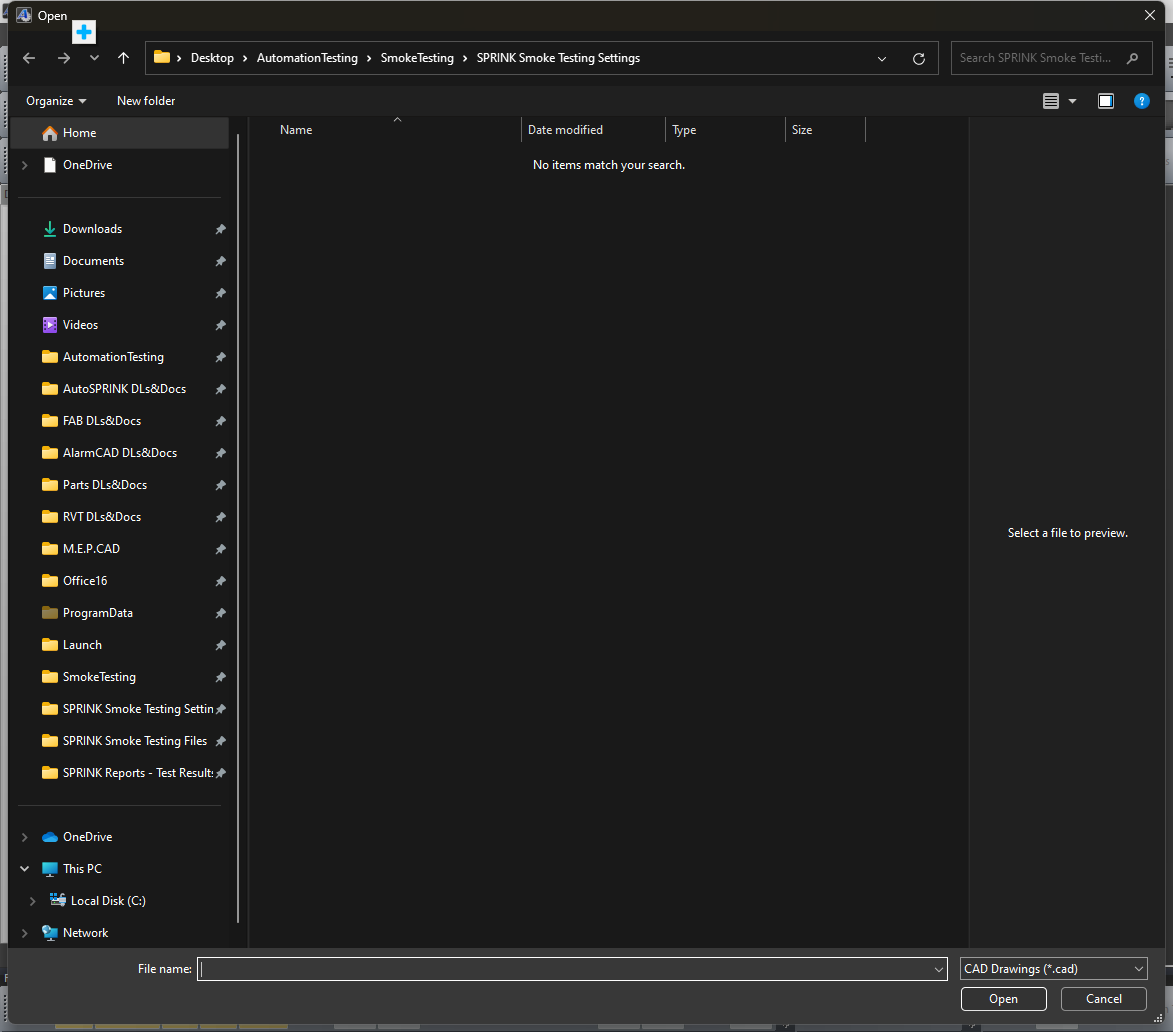 Open
Desktop > AutomationTesting > SmokeTesting > SPRINK Smoke Testing Settings
Search SPRINK Smoke Testi...
Organize
New folder
?
Name
Date modified
Type
Size
No items match your search.
Home
OneDrive
Downloads
Documents
Pictures
Videos
AutomationTesting
AutoSPRINK DLs&Docs
FAB DLs&Docs
AlarmCAD DLs&Docs
Parts DLs&Docs
RVT DLs&Docs
M.E.P.CAD
Office16
ProgramData
Launch
SmokeTesting
SPRINK Smoke Testing Settin
SPRINK Smoke Testing Files
SPRINK Reports - Test Results
OneDrive
This PC
Local Disk (C:)
Network
Select a file to preview.
File name:
CAD Drawings (*.cad)
Open
Cancel